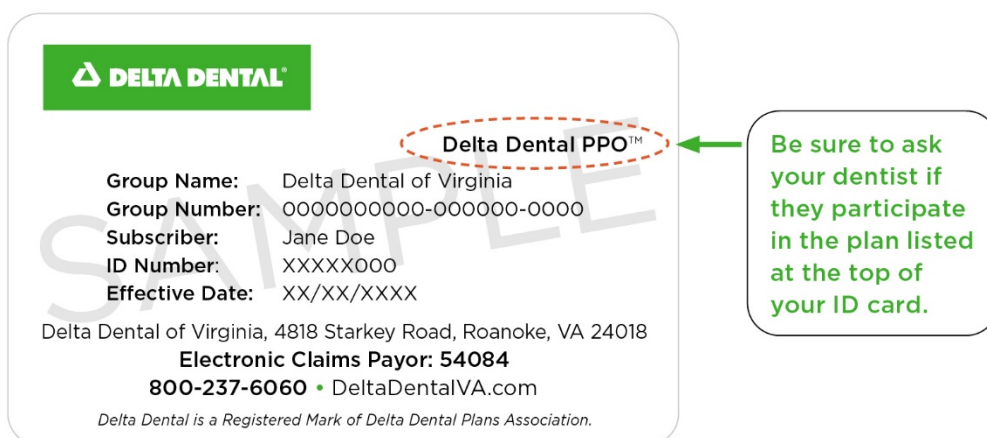 DELTA DENTAL®
Delta Dental PPO™
Group Name: Delta Dental of Virginia
Group Number: 0000000000-000000-0000
Subscriber: Jane Doe
ID Number: XXXXX000
Effective Date: XX/XX/XXXX
SAMPLE
Delta Dental of Virginia, 4818 Starkey Road, Roanoke, VA 24018
Electronic Claims Payor: 54084
800-237-6060 • DeltaDentalVA.com
Delta Dental is a Registered Mark of Delta Dental Plans Association.
Be sure to ask
your dentist if
they participate
in the plan listed
at the top of
your ID card.